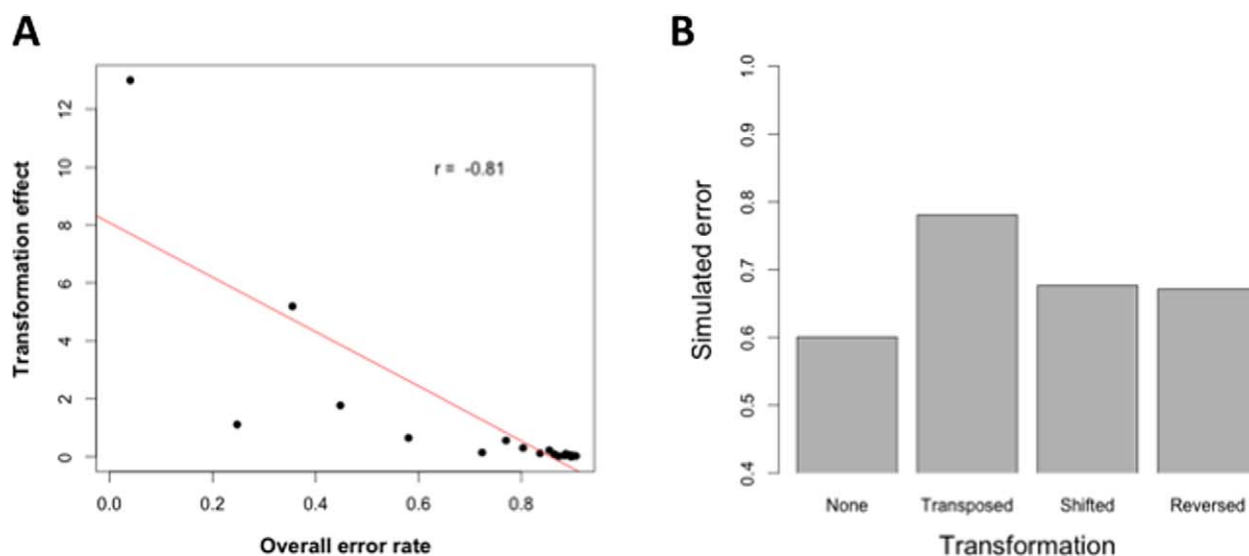 A
B
r = -0.81
Transformation effect
0 2 4 6 8 10 12
0.0 0.2 0.4 0.6 0.8
Overall error rate
Simulated error
0.4 0.5 0.6 0.7 0.8 0.9 1.0
None Transposed Shifted Reversed
Transformation